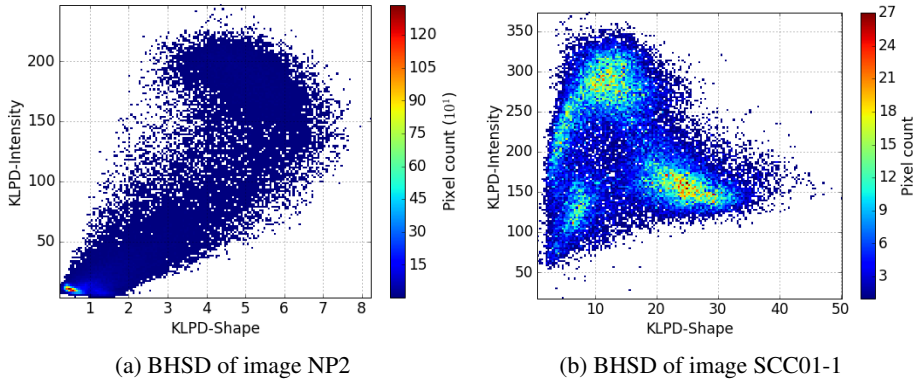 200
150
100
50
KLPD-Intensity
1 2 3 4 5 6 7 8
KLPD-Shape
120
105
90
75
60
45
30
15
Pixel count (10¹)
(a) BHSD of image NP2
350
300
250
200
150
100
50
KLPD-Intensity
10 20 30 40 50
KLPD-Shape
27
24
21
18
15
12
9
6
3
Pixel count
(b) BHSD of image SCC01-1